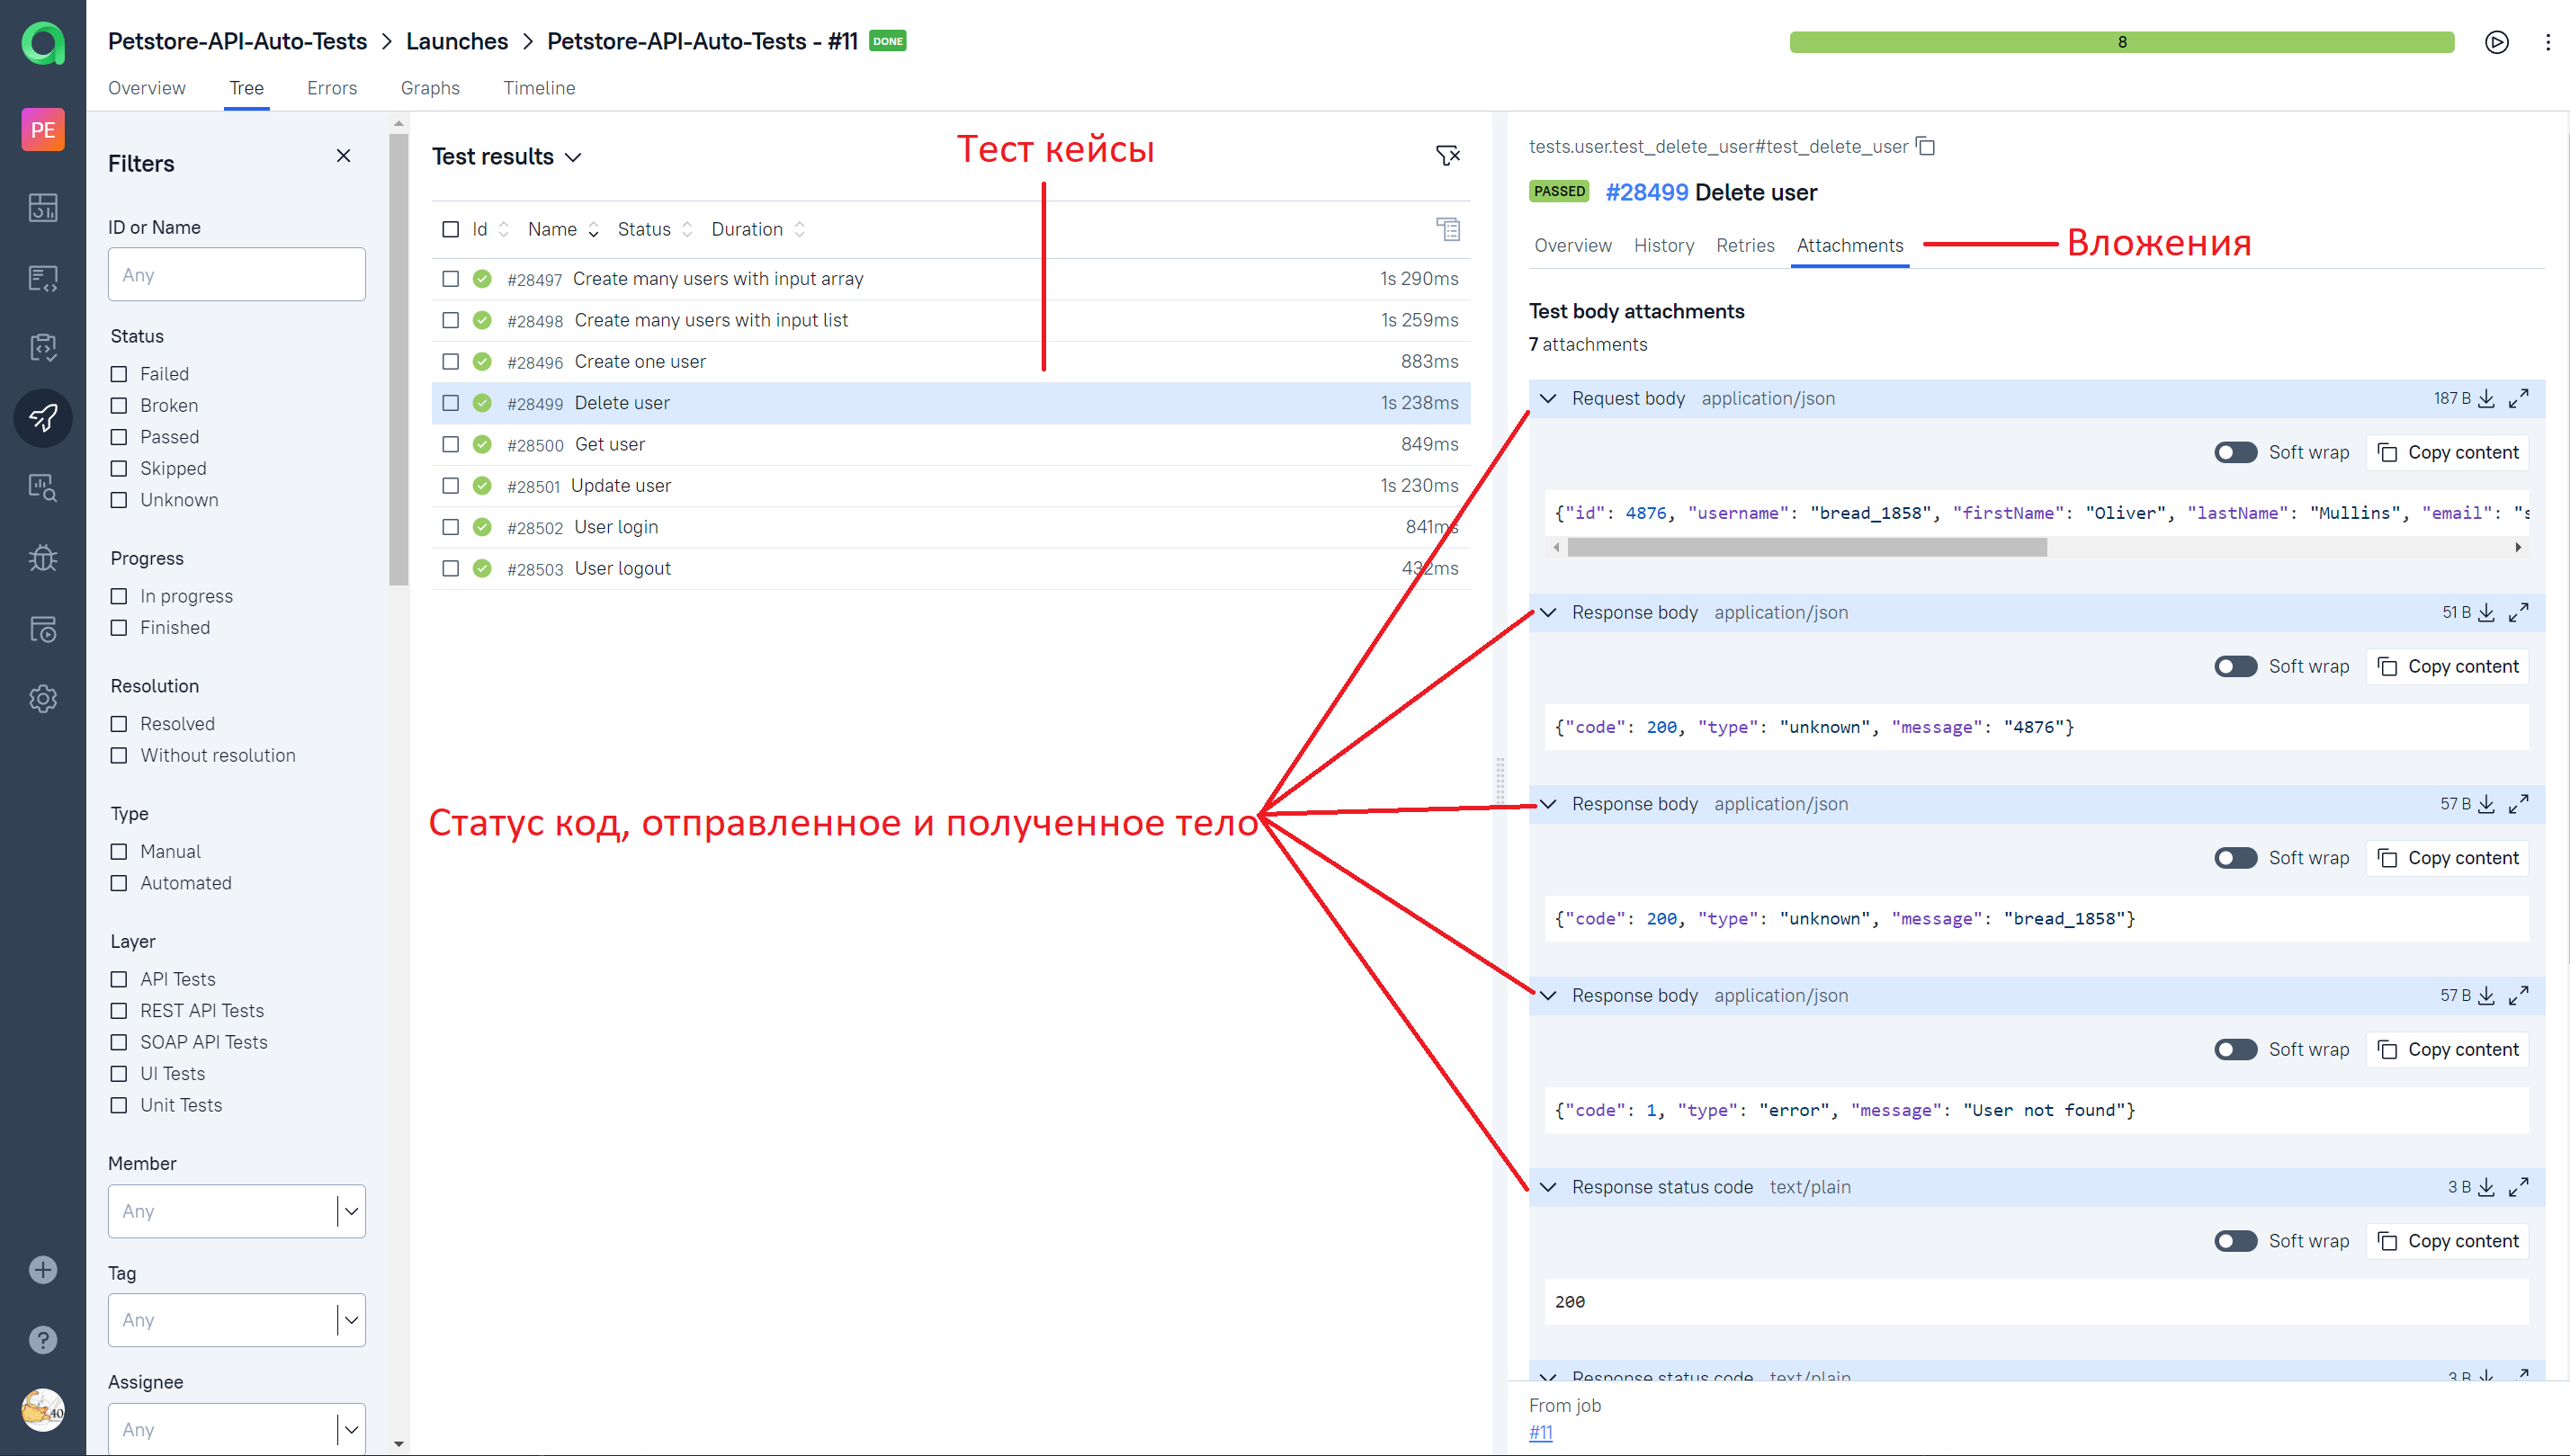 Petstore-API-Auto-Tests > Launches > Petstore-API-Auto-Tests - #11 DONE
8
Overview Tree Errors Graphs Timeline
PE
Filters
ID or Name
Any
Status
Failed
Broken
Passed
Skipped
Unknown
Progress
In progress
Finished
Resolution
Resolved
Without resolution
Type
Manual
Automated
Layer
API Tests
REST API Tests
SOAP API Tests
UI Tests
Unit Tests
Member
Any
Tag
Any
Assignee
Any
40
Test results
Тест кейсы
Id Name Status Duration
#28497 Create many users with input array 1s 290ms
#28498 Create many users with input list 1s 259ms
#28496 Create one user 883ms
#28499 Delete user 1s 238ms
#28500 Get user 849ms
#28501 Update user 1s 230ms
#28502 User login 841ms
#28503 User logout 432ms
Статус код, отправленное и полученное тело
tests.user.test_delete_user#test_delete_user
PASSED #28499 Delete user
Overview History Retries Attachments
Вложения
Test body attachments
7 attachments
Request body application/json 187 B
Soft wrap Copy content
{"id": 4876, "username": "bread_1858", "firstName": "Oliver", "lastName": "Mullins", "email": "s
Response body application/json 51 B
Soft wrap Copy content
{"code": 200, "type": "unknown", "message": "4876"}
Response body application/json 57 B
Soft wrap Copy content
{"code": 200, "type": "unknown", "message": "bread_1858"}
Response body application/json 57 B
Soft wrap Copy content
{"code": 1, "type": "error", "message": "User not found"}
Response status code text/plain 3 B
Soft wrap Copy content
200
Response status code text/plain 3 B
From job
#11